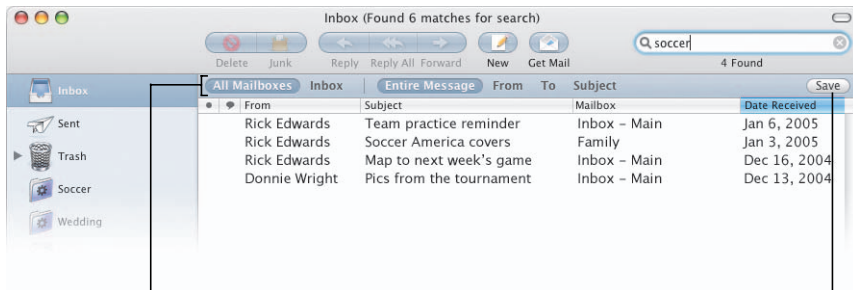 Inbox (Found 6 matches for search)
soccer
Delete Junk Reply Reply All Forward New Get Mail 4 Found
Inbox All Mailboxes Inbox Entire Message From To Subject Save
From Subject Mailbox Date Received
Sent Rick Edwards Team practice reminder Inbox – Main Jan 6, 2005
Rick Edwards Soccer America covers Family Jan 3, 2005
Trash Rick Edwards Map to next week's game Inbox – Main Dec 16, 2004
Donnie Wright Pics from the tournament Inbox – Main Dec 13, 2004
Soccer
Wedding